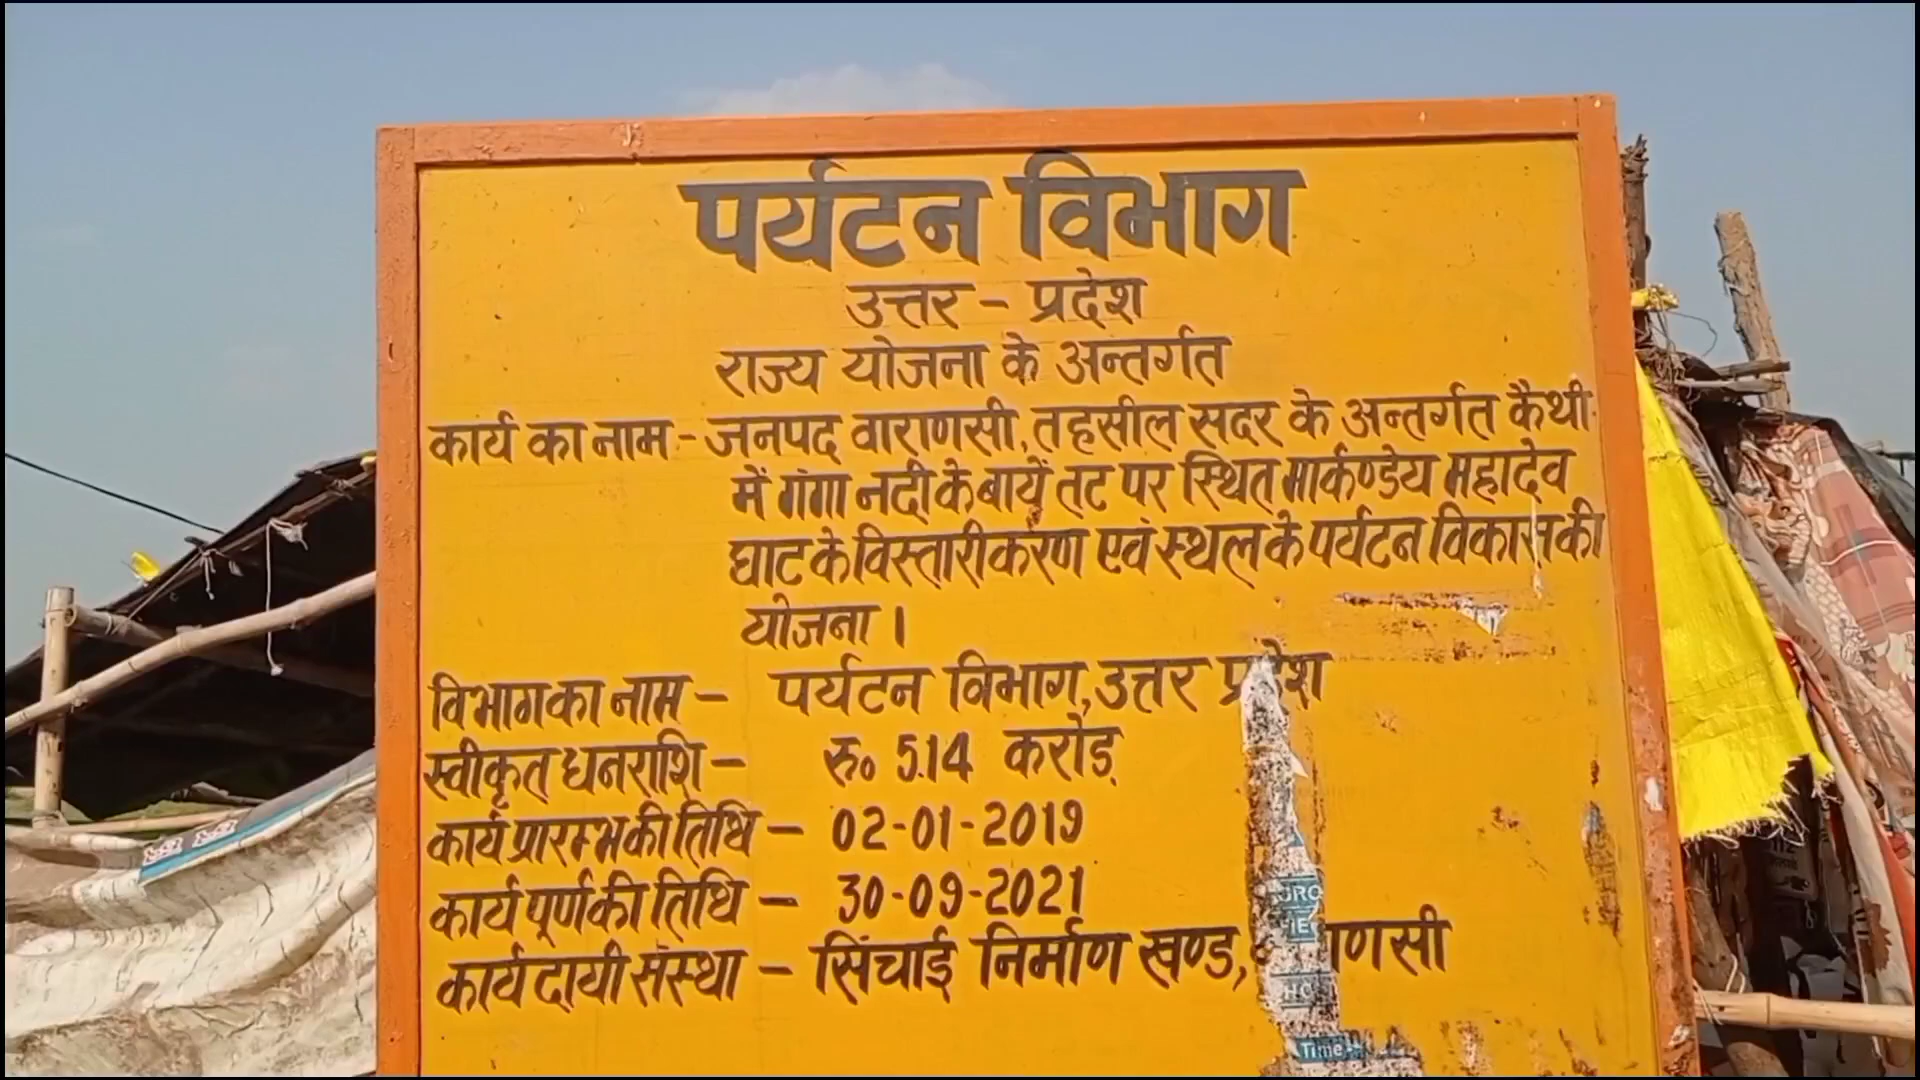 पर्यटन विभाग
उत्तर - प्रदेश
राज्य योजना के अन्तर्गत
कार्य का नाम - जनपद वाराणसी, तहसील सदर के अन्तर्गत कैथी
में गंगा नदी के बायें तट पर स्थित मार्कण्डेय महादेव
घाट के विस्तारीकरण एवं स्थल के पर्यटन विकास की
योजना ।
विभाग का नाम - पर्यटन विभाग, उत्तर प्रदेश
स्वीकृत धनराशि - रु० 5.14 करोड़
कार्य प्रारम्भ की तिथि - 02-01-2019
कार्य पूर्ण की तिथि - 30-09-2021
कार्यदायी संस्था - सिंचाई निर्माण खण्ड, वाराणसी
Time